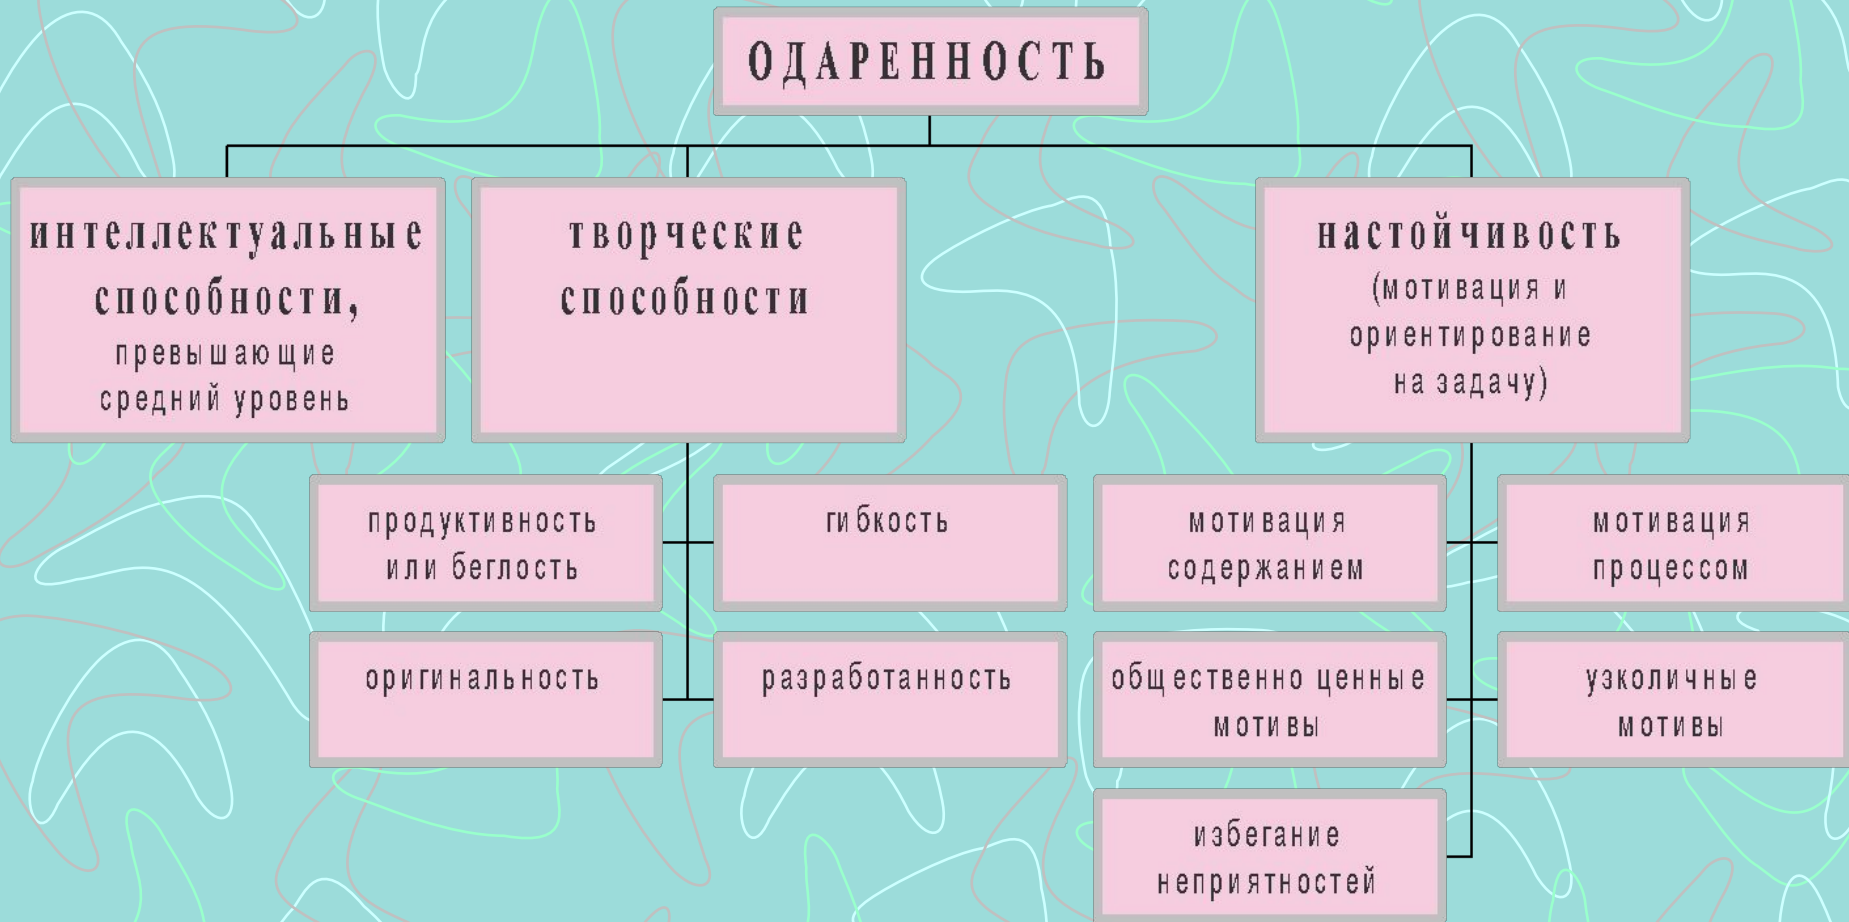 ОДАРЕННОСТЬ
интеллектуальные
способности,
превышающие
средний уровень
творческие
способности
настойчивость
(мотивация и
ориентирование
на задачу)
продуктивность
или беглость
гибкость
оригинальность
разработанность
мотивация
содержанием
мотивация
процессом
общественно ценные
мотивы
узколичные
мотивы
избегание
неприятностей